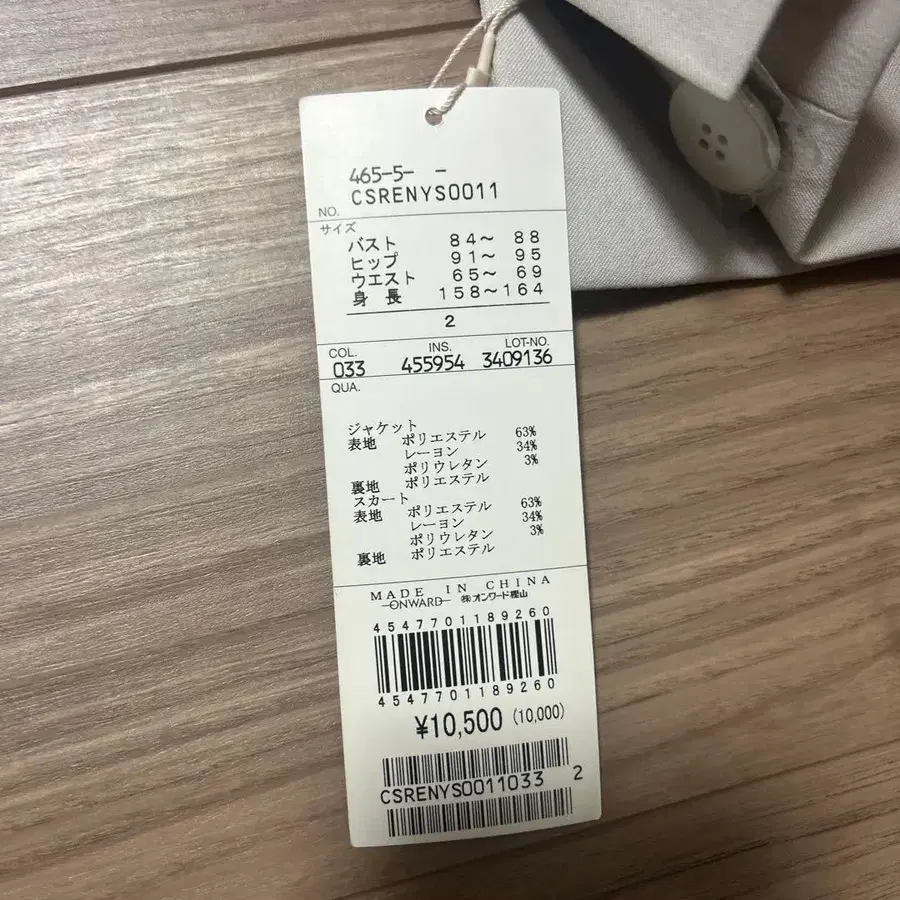 465-5- -
NO. CSRENYS0011
サイズ
バスト 84～ 88
ヒップ 91～ 95
ウエスト 65～ 69
身 長 158～164
2
COL. INS. LOT-NO.
033 455954 3409136
QUA.
ジャケット
表地 ポリエステル 63%
レーヨン 34%
ポリウレタン 3%
裏地 ポリエステル
スカート
表地 ポリエステル 63%
レーヨン 34%
ポリウレタン 3%
裏地 ポリエステル
MADE IN CHINA
ONWARD ㈱オンワード樫山
4547701189260
4547701189260
¥10,500 (10,000)
CSRENYS0011033 2